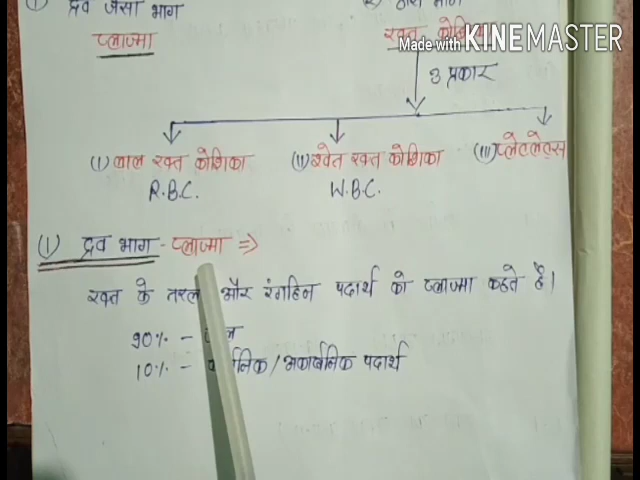 (I) द्रव जैसा भाग
प्लाज्मा
रक्त
Made with KINEMASTER
3 प्रकार
(I) लाल रक्त कोशिका
R.B.C.
(II) श्वेत रक्त कोशिका
W.B.C.
(III) प्लेटलेट्स
(I) द्रव भाग - प्लाज्मा ⇒
रक्त के तरल और रंगहिन पदार्थ को प्लाज्मा कहते है।
90% -
10% - / अकार्बनिक पदार्थ